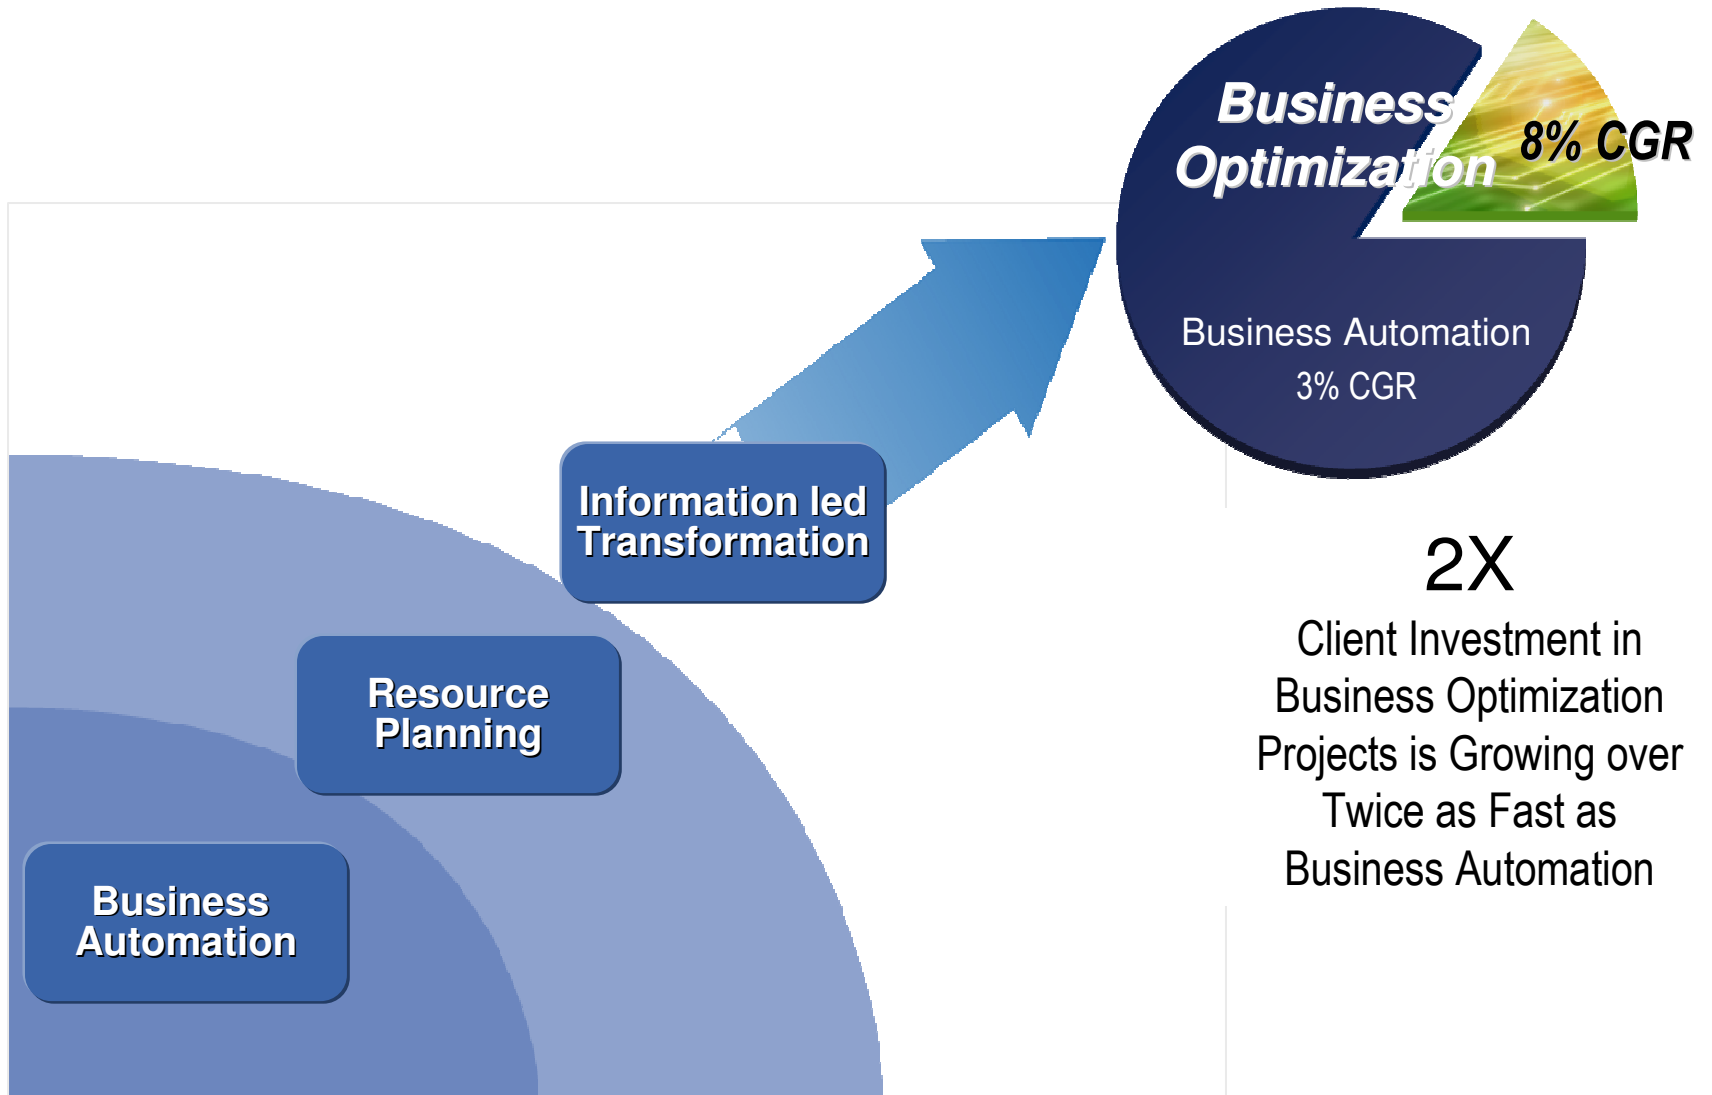 Business
Optimization
8% CGR
Business Automation
3% CGR
Information led
Transformation
Resource
Planning
Business
Automation
2X
Client Investment in
Business Optimization
Projects is Growing over
Twice as Fast as
Business Automation